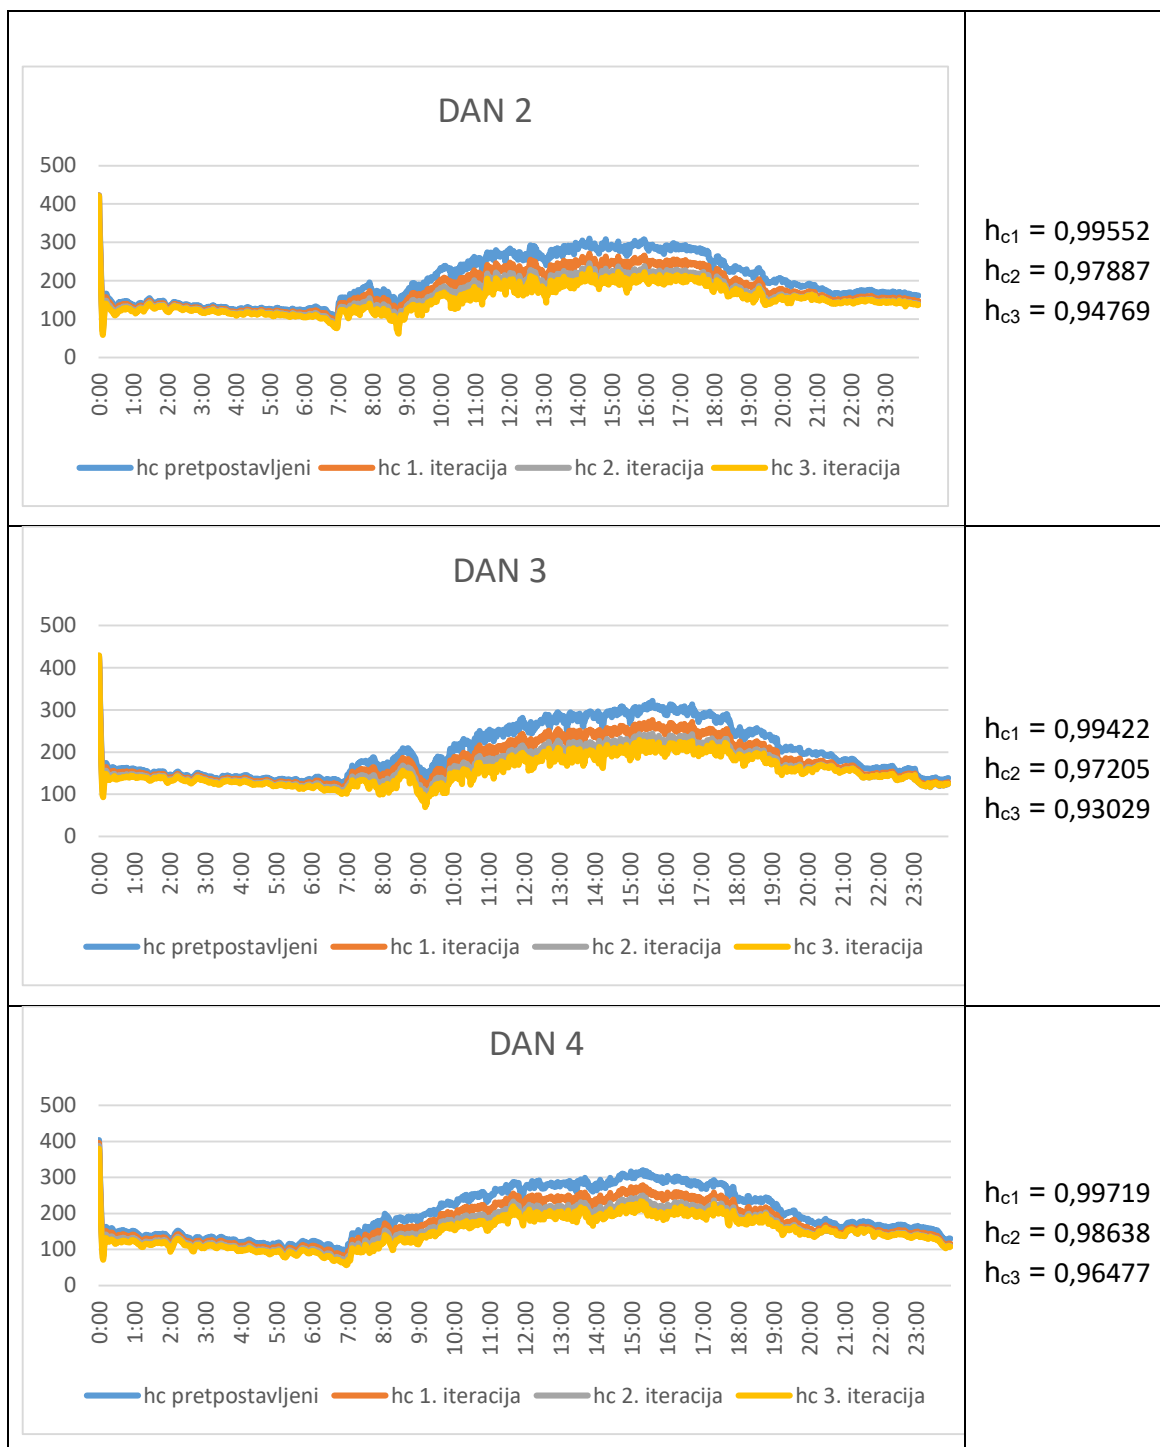 DAN 2
500
400
300
200
100
0
0:00 1:00 2:00 3:00 4:00 5:00 6:00 7:00 8:00 9:00 10:00 11:00 12:00 13:00 14:00 15:00 16:00 17:00 18:00 19:00 20:00 21:00 22:00 23:00
hc pretpostavljeni hc 1. iteracija hc 2. iteracija hc 3. iteracija
hc1 = 0,99552
hc2 = 0,97887
hc3 = 0,94769
DAN 3
500
400
300
200
100
0
0:00 1:00 2:00 3:00 4:00 5:00 6:00 7:00 8:00 9:00 10:00 11:00 12:00 13:00 14:00 15:00 16:00 17:00 18:00 19:00 20:00 21:00 22:00 23:00
hc pretpostavljeni hc 1. iteracija hc 2. iteracija hc 3. iteracija
hc1 = 0,99422
hc2 = 0,97205
hc3 = 0,93029
DAN 4
500
400
300
200
100
0
0:00 1:00 2:00 3:00 4:00 5:00 6:00 7:00 8:00 9:00 10:00 11:00 12:00 13:00 14:00 15:00 16:00 17:00 18:00 19:00 20:00 21:00 22:00 23:00
hc pretpostavljeni hc 1. iteracija hc 2. iteracija hc 3. iteracija
hc1 = 0,99719
hc2 = 0,98638
hc3 = 0,96477